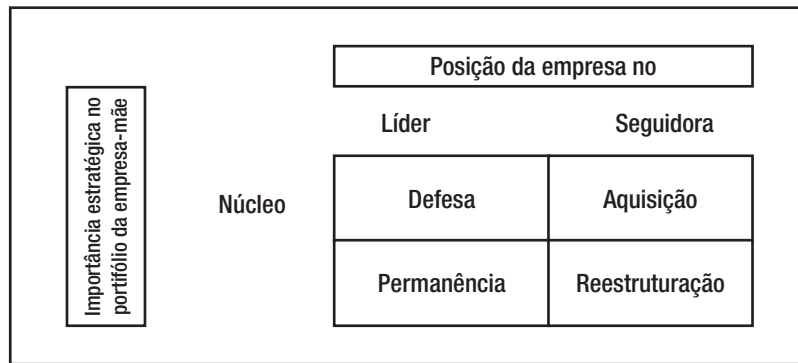 Posição da empresa no
Importância estratégica no
portifólio da empresa-mãe
Líder Seguidora
Núcleo Defesa Aquisição
Permanência Reestruturação